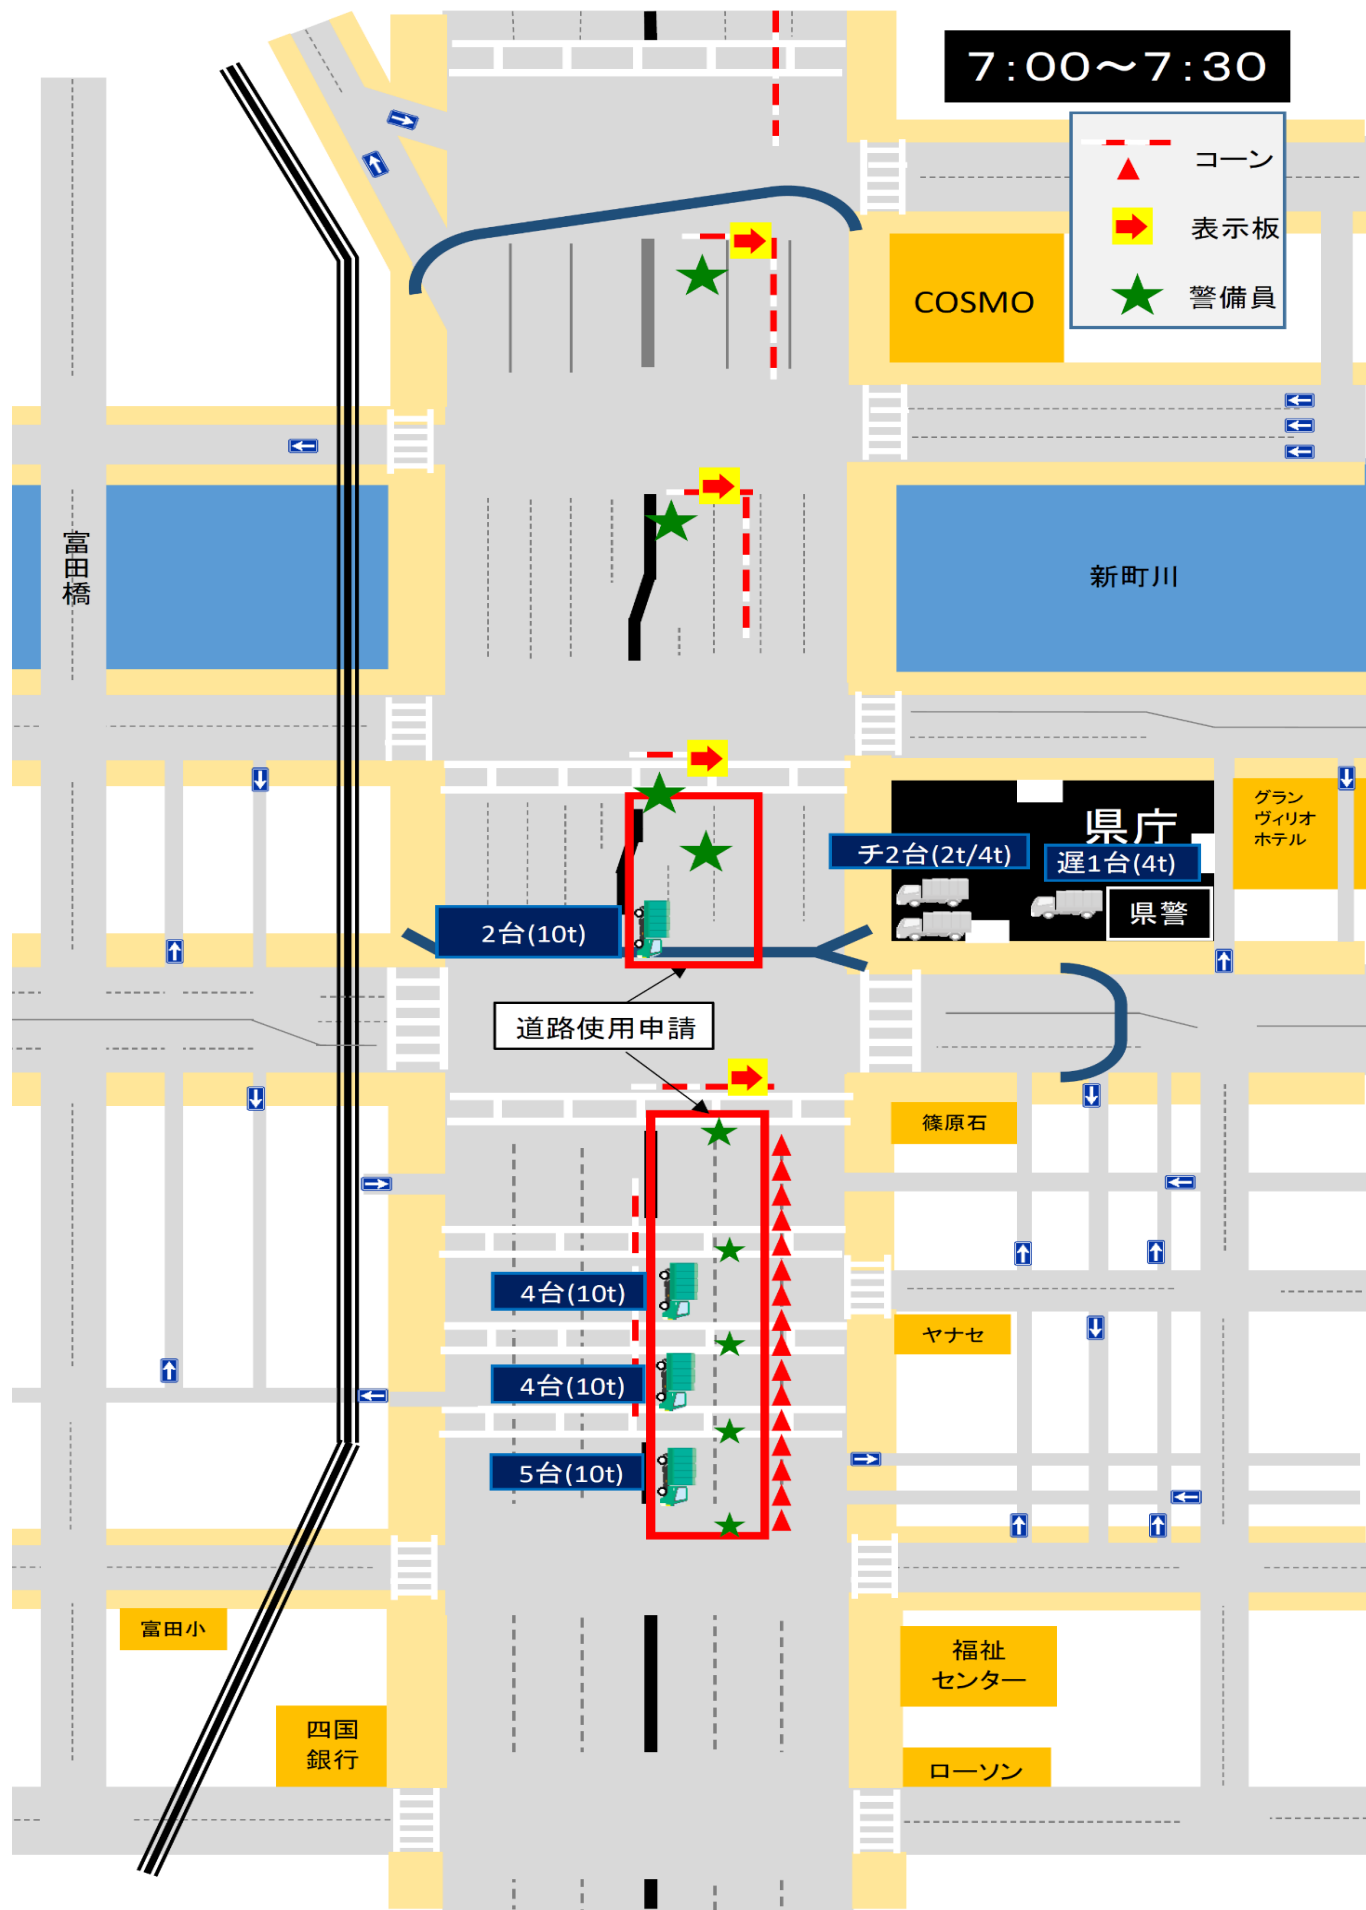 7:00～7:30
コーン
表示板
警備員
COSMO
富田橋
新町川
県庁
グラン
ヴィリオ
ホテル
チ2台(2t/4t)
遅1台(4t)
県警
2台(10t)
道路使用申請
篠原石
4台(10t)
ヤナセ
4台(10t)
5台(10t)
富田小
福祉
センター
四国
銀行
ローソン